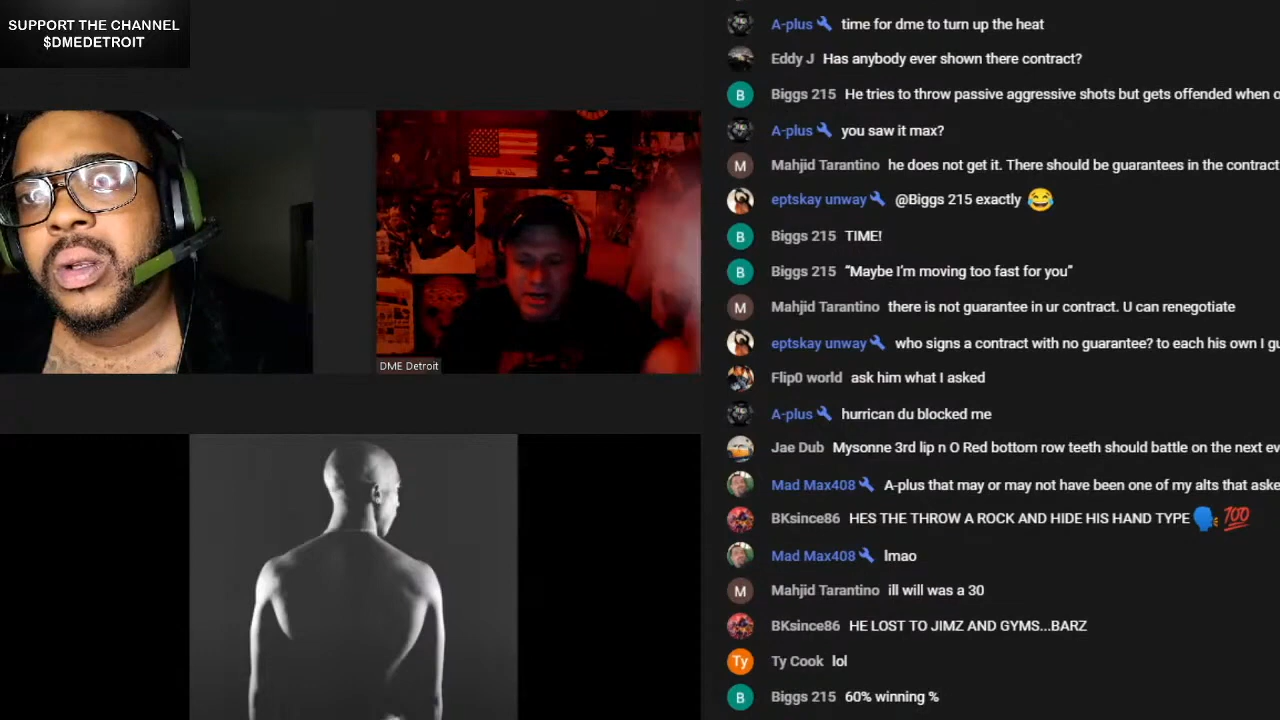 SUPPORT THE CHANNEL
$DMEDETROIT
DME Detroit
A-plus time for dme to turn up the heat
Eddy J Has anybody ever shown there contract?
Biggs 215 He tries to throw passive aggressive shots but gets offended when
A-plus you saw it max?
Mahjid Tarantino he does not get it. There should be guarantees in the contract
eptskay unway @Biggs 215 exactly 😂
Biggs 215 TIME!
Biggs 215 “Maybe I'm moving too fast for you”
Mahjid Tarantino there is not guarantee in ur contract. U can renegotiate
eptskay unway who signs a contract with no guarantee? to each his own I
Flip0 world ask him what I asked
A-plus hurrican du blocked me
Jae Dub Mysonne 3rd lip n O Red bottom row teeth should battle on the next
Mad Max408 A-plus that may or may not have been one of my alts that
BKsince86 HES THE THROW A ROCK AND HIDE HIS HAND TYPE 🗣️ 💯
Mad Max408 lmao
Mahjid Tarantino ill will was a 30
BKsince86 HE LOST TO JIMZ AND GYMS...BARZ
Ty Cook lol
Biggs 215 60% winning %